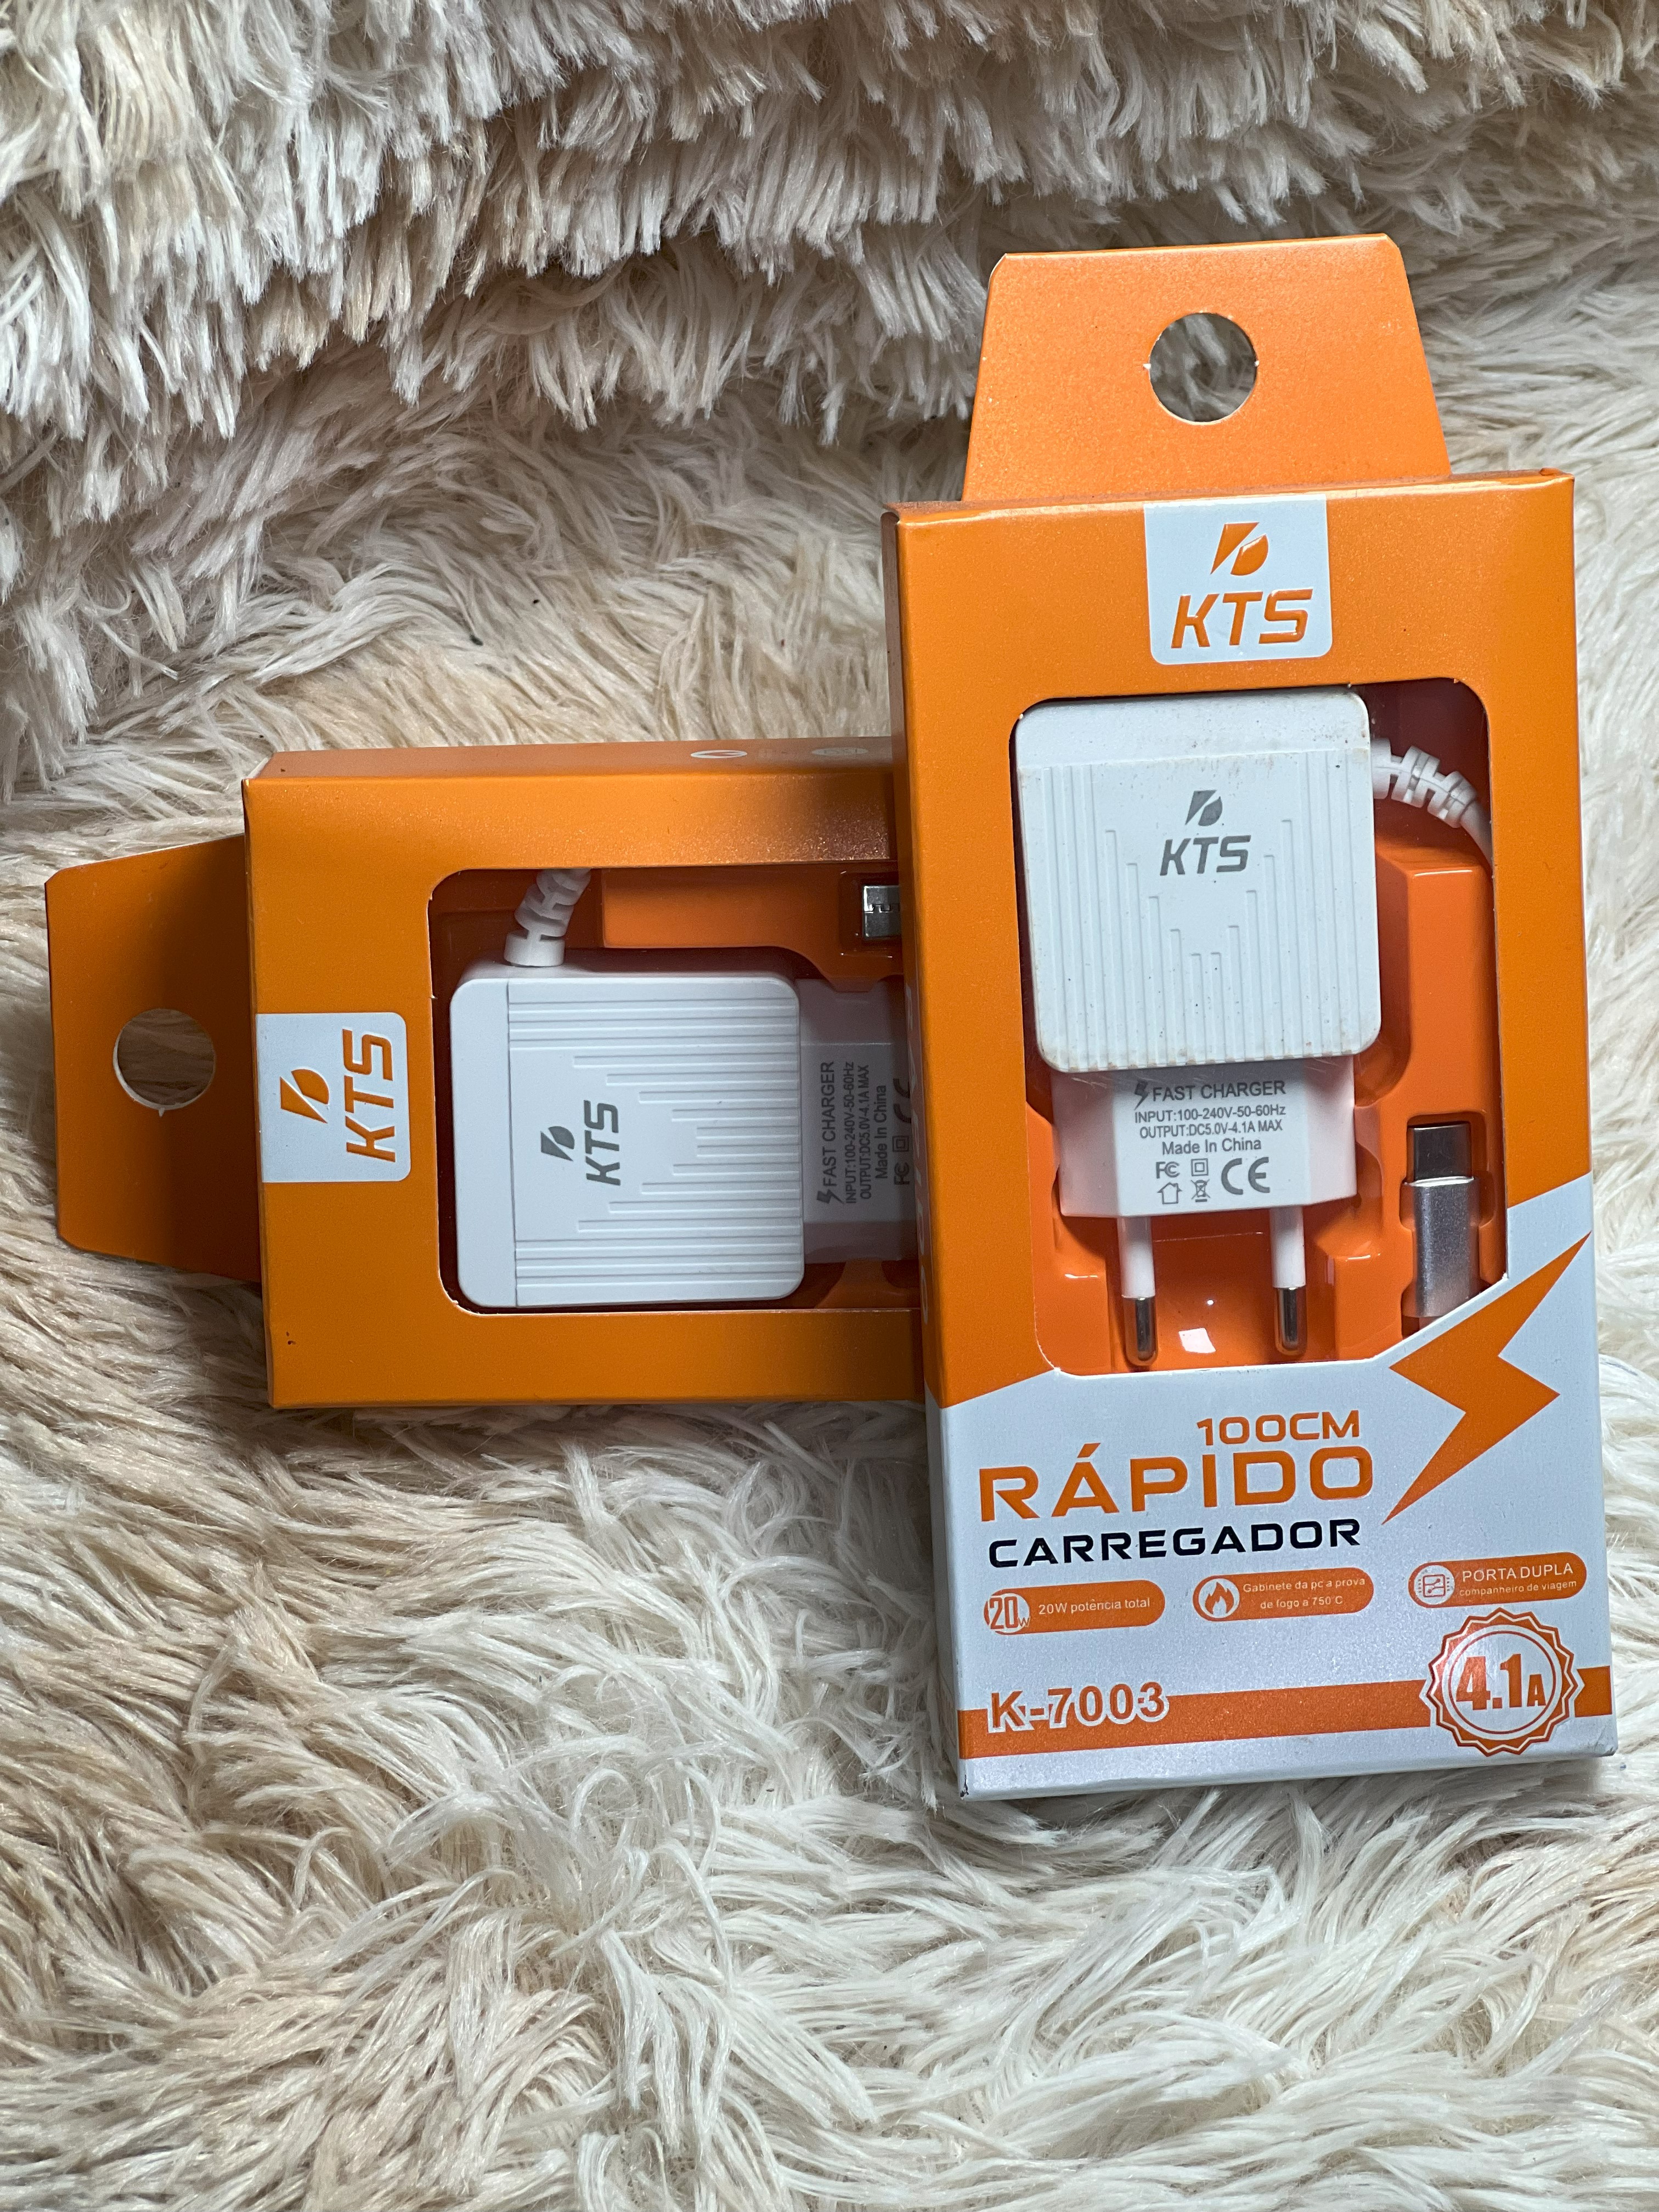 KTS
KTS
FAST CHARGER
INPUT:100-240V-50-60Hz
OUTPUT:DC5.0V-4.1A MAX
Made In China
FC CE
100CM
RÁPIDO
CARREGADOR
20W 20W potência total
Gabinete da pc a prova
de fogo a 750°C
PORTA DUPLA
companheiro de viagem
K-7003
4.1A
KTS
KTS
FAST CHARGER
INPUT:100-240V-50-60Hz
OUTPUT:DC5.0V-4.1A MAX
Made In China
FC CE